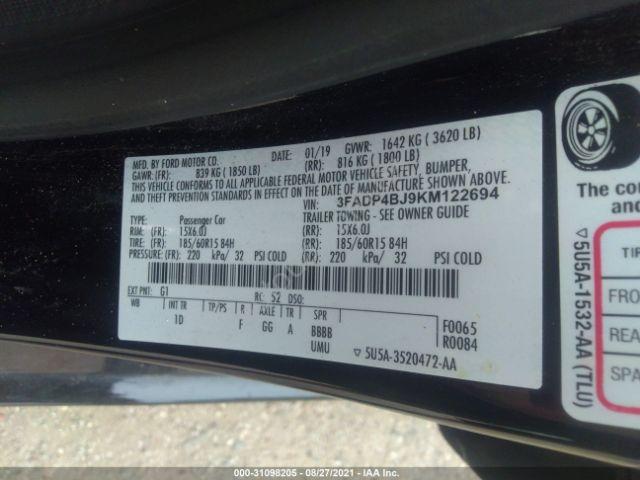 MFD. BY FORD MOTOR CO.
DATE: 01/19 GVWR: 1642 KG ( 3620 LB)
GAWR: (FR): 839 KG ( 1850 LB) (RR): 816 KG ( 1800 LB)
THIS VEHICLE CONFORMS TO ALL APPLICABLE FEDERAL MOTOR VEHICLE SAFETY, BUMPER,
AND THEFT PREVENTION STANDARDS IN EFFECT ON THE DATE OF MANUFACTURE SHOWN ABOVE.
VIN: 3FADP4BJ9KM122694
TYPE: Passenger Car TRAILER TOWING - SEE OWNER GUIDE
RIM: (FR): 15X6.0J (RR): 15X6.0J
TIRE: (FR): 185/60R15 84H (RR): 185/60R15 84H
PRESSURE: (FR): 220 kPa/ 32 PSI COLD (RR): 220 kPa/ 32 PSI COLD
EXT PNT: G1 RC: 52 DSO:
WB INT TR TP/PS R AXLE TR SPR
1D F GG A BBBB
UMU
F0065
R0084
▽ 5U5A-3520472-AA
The co
▽ 5U5A-1532-AA (TLU)
TIR
FRO
REA
SPA
000-31098205 - 08/27/2021 - IAA Inc.